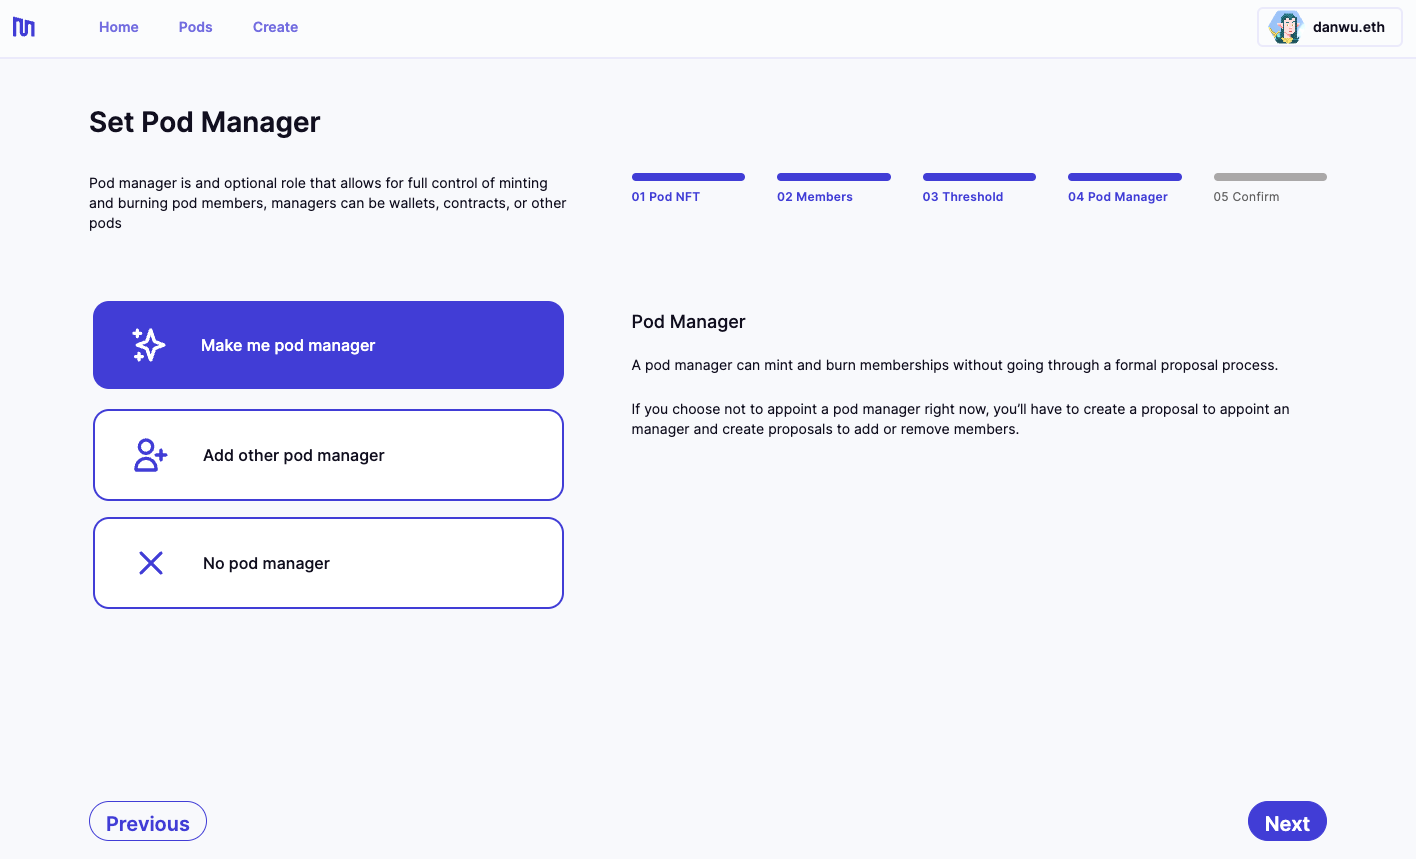 Home Pods Create danwu.eth
Set Pod Manager
Pod manager is and optional role that allows for full control of minting
and burning pod members, managers can be wallets, contracts, or other
pods
01 Pod NFT 02 Members 03 Threshold 04 Pod Manager 05 Confirm
Make me pod manager
Add other pod manager
No pod manager
Pod Manager
A pod manager can mint and burn memberships without going through a formal proposal process.
If you choose not to appoint a pod manager right now, you’ll have to create a proposal to appoint an
manager and create proposals to add or remove members.
Previous Next